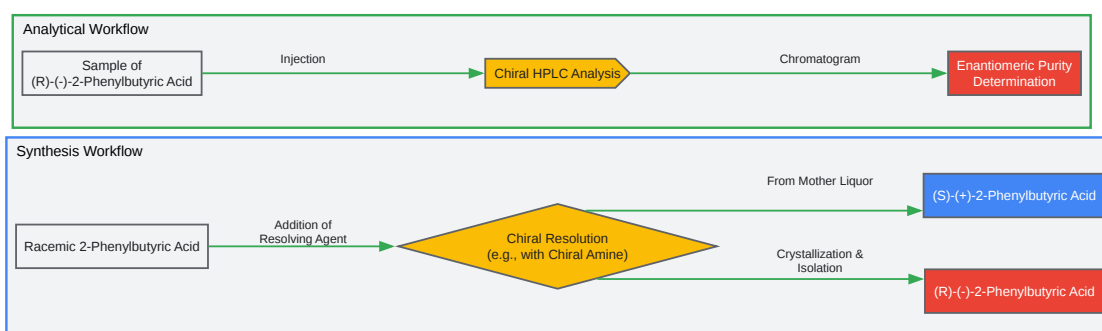 Analytical Workflow
Sample of
(R)-(-)-2-Phenylbutyric Acid
Injection
Chiral HPLC Analysis
Chromatogram
Enantiomeric Purity
Determination
Synthesis Workflow
Racemic 2-Phenylbutyric Acid
Addition of
Resolving Agent
Chiral Resolution
(e.g., with Chiral Amine)
From Mother Liquor
(S)-(+)-2-Phenylbutyric Acid
Crystallization &
Isolation
(R)-(-)-2-Phenylbutyric Acid